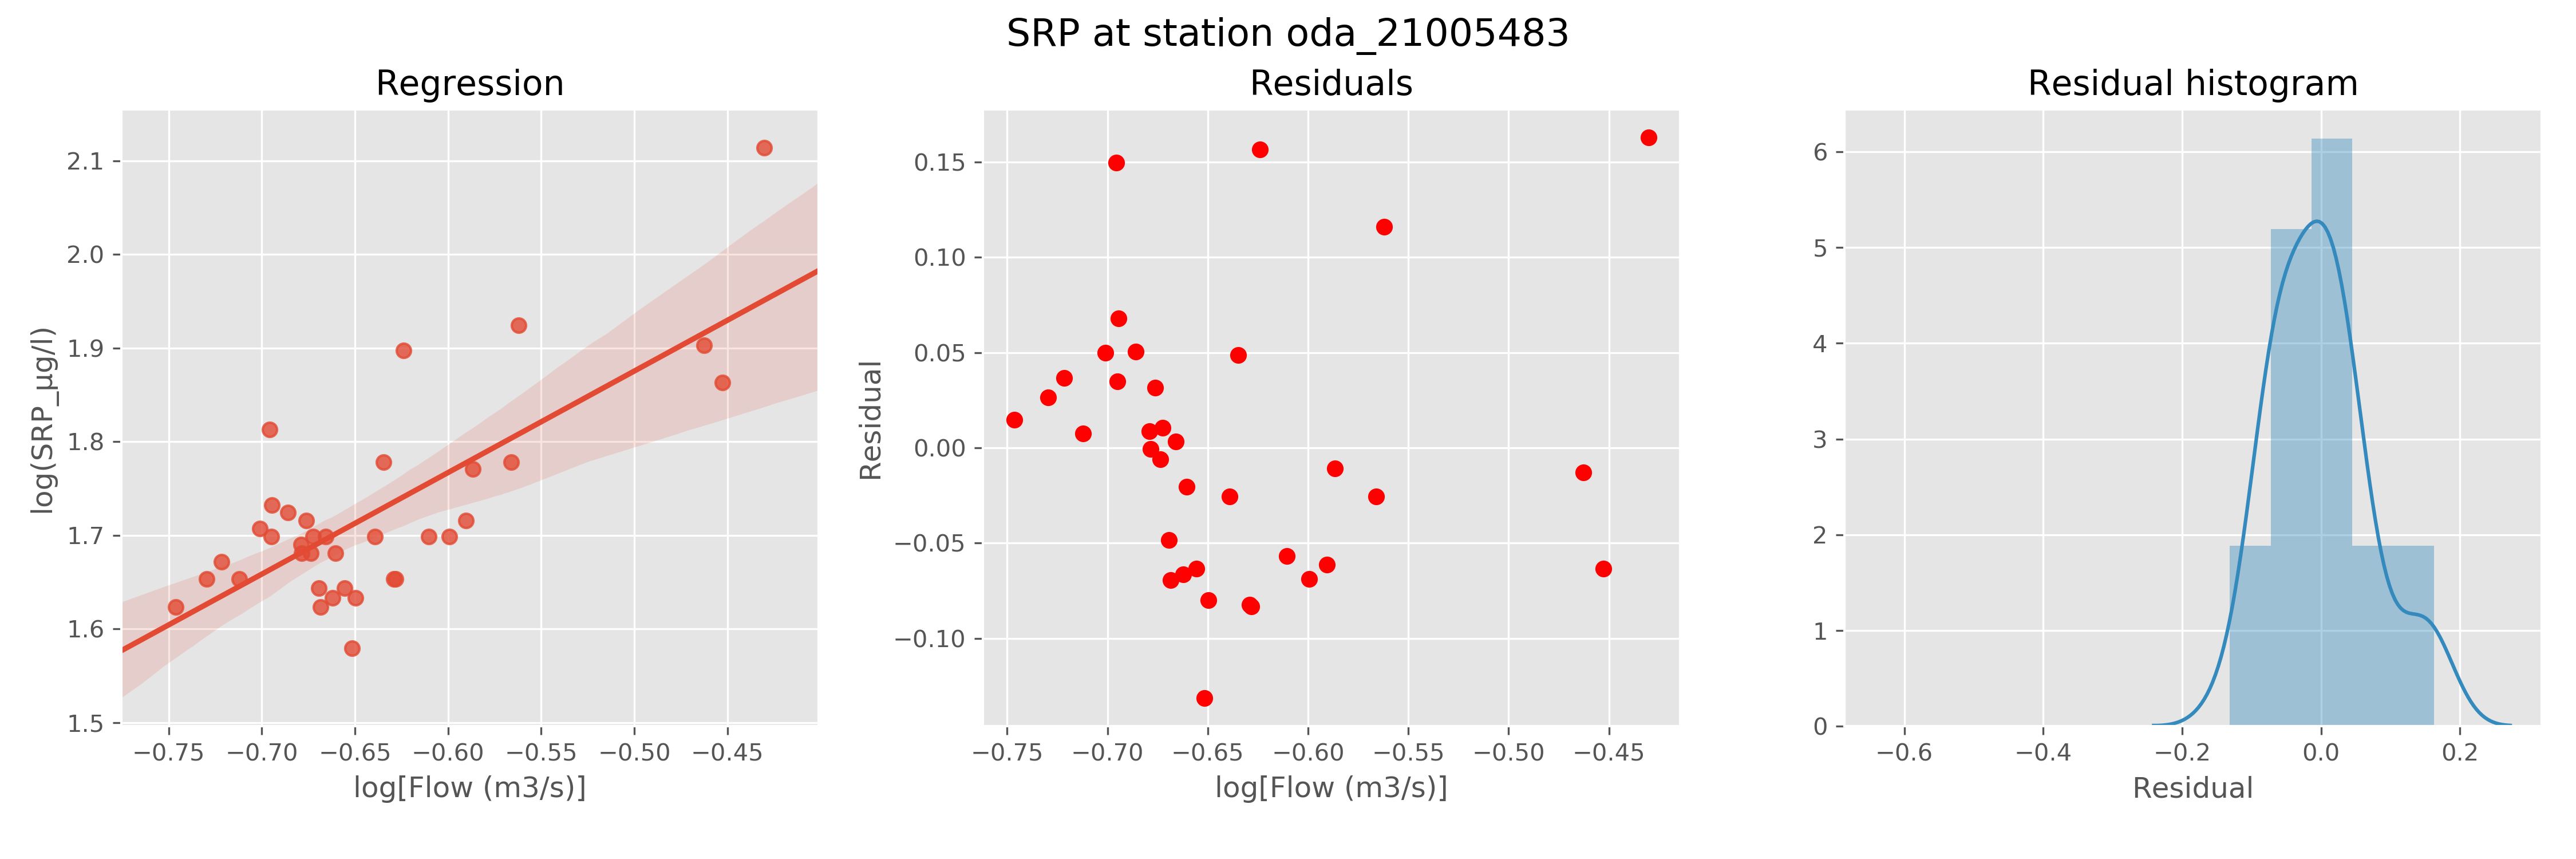 SRP at station oda_21005483
Regression
2.1
2.0
1.9
1.8
1.7
1.6
1.5
log(SRP_µg/l)
−0.75 −0.70 −0.65 −0.60 −0.55 −0.50 −0.45
log[Flow (m3/s)]
Residuals
0.15
0.10
0.05
0.00
−0.05
−0.10
Residual
−0.75 −0.70 −0.65 −0.60 −0.55 −0.50 −0.45
log[Flow (m3/s)]
Residual histogram
6
5
4
3
2
1
0
−0.6 −0.4 −0.2 0.0 0.2
Residual